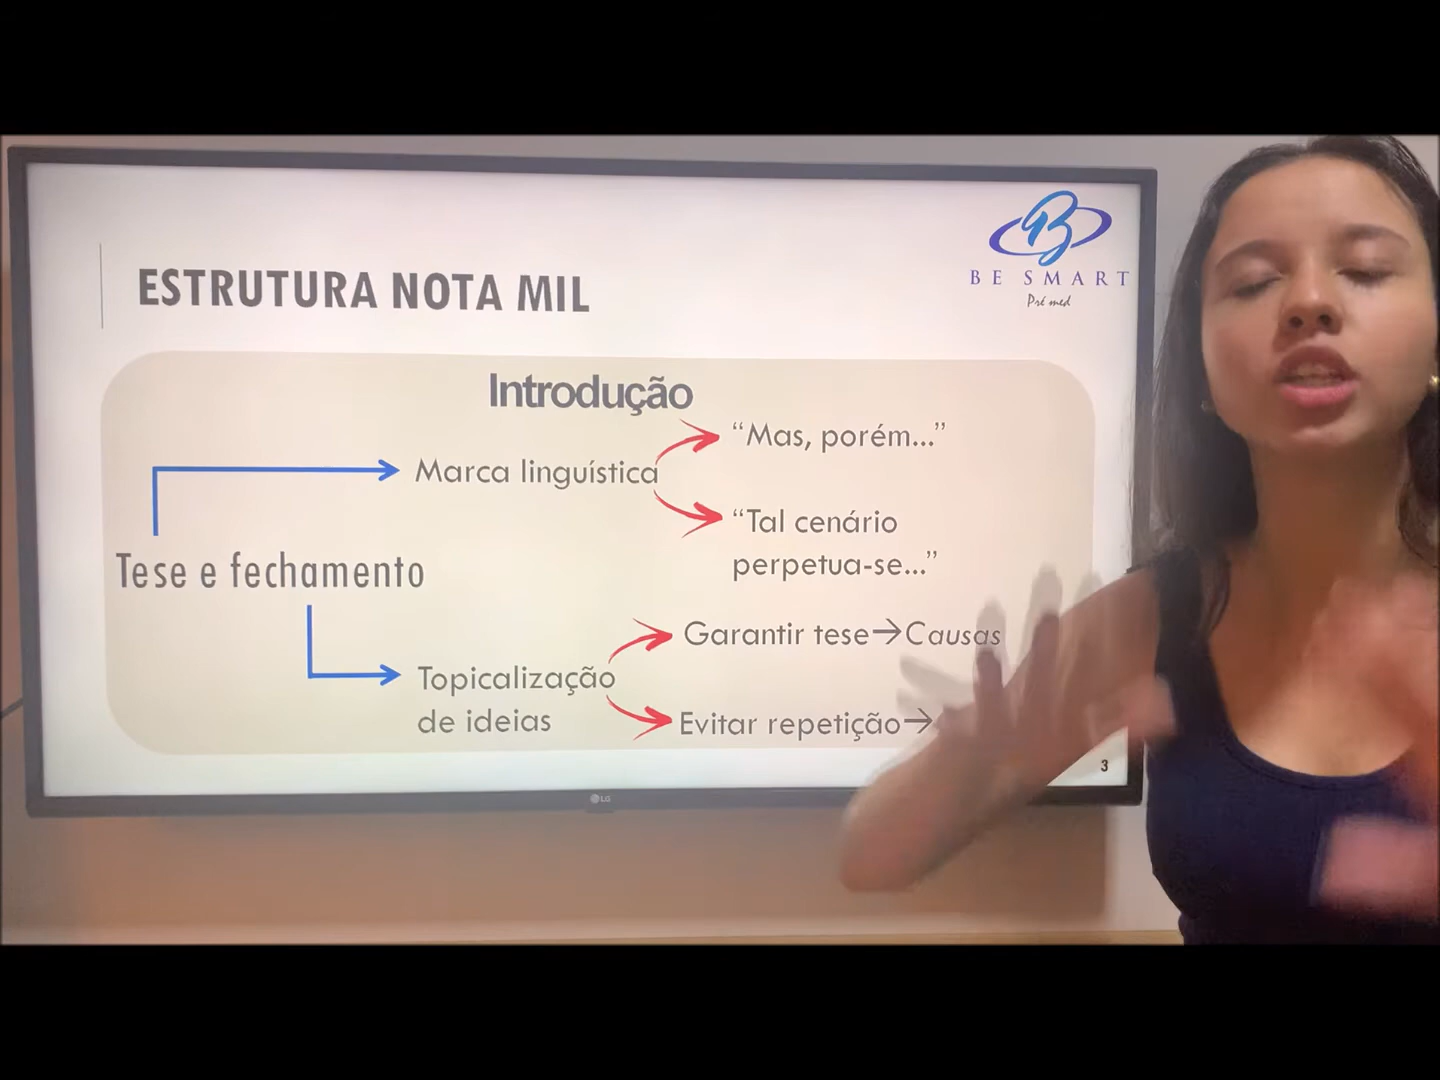 BE SMART
Pré med
ESTRUTURA NOTA MIL
Introdução
“Mas, porém...”
Marca linguística
“Tal cenário
perpetua-se...”
Tese e fechamento
Garantir tese→Causas
Topicalização
de ideias
Evitar repetição→
3
LG